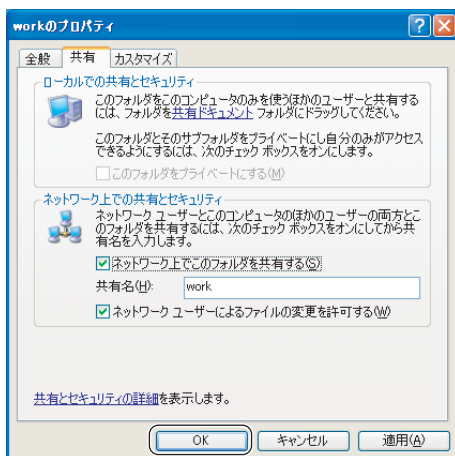 workのプロパティ
全般 共有 カスタマイズ
ローカルでの共有とセキュリティ
このフォルダをこのコンピュータのみを使うほかのユーザーと共有する
には、フォルダを共有ドキュメント フォルダにドラッグしてください。
このフォルダとそのサブフォルダをプライベートにし自分のみがアクセス
できるようにするには、次のチェック ボックスをオンにします。
このフォルダをプライベートにする(M)
ネットワーク上での共有とセキュリティ
ネットワーク ユーザーとこのコンピュータのほかのユーザーの両方とこ
のフォルダを共有するには、次のチェック ボックスをオンにしてから共
有名を入力します。
ネットワーク上でこのフォルダを共有する(S)
共有名(H): work
ネットワーク ユーザーによるファイルの変更を許可する(W)
共有とセキュリティの詳細を表示します。
OK キャンセル 適用(A)